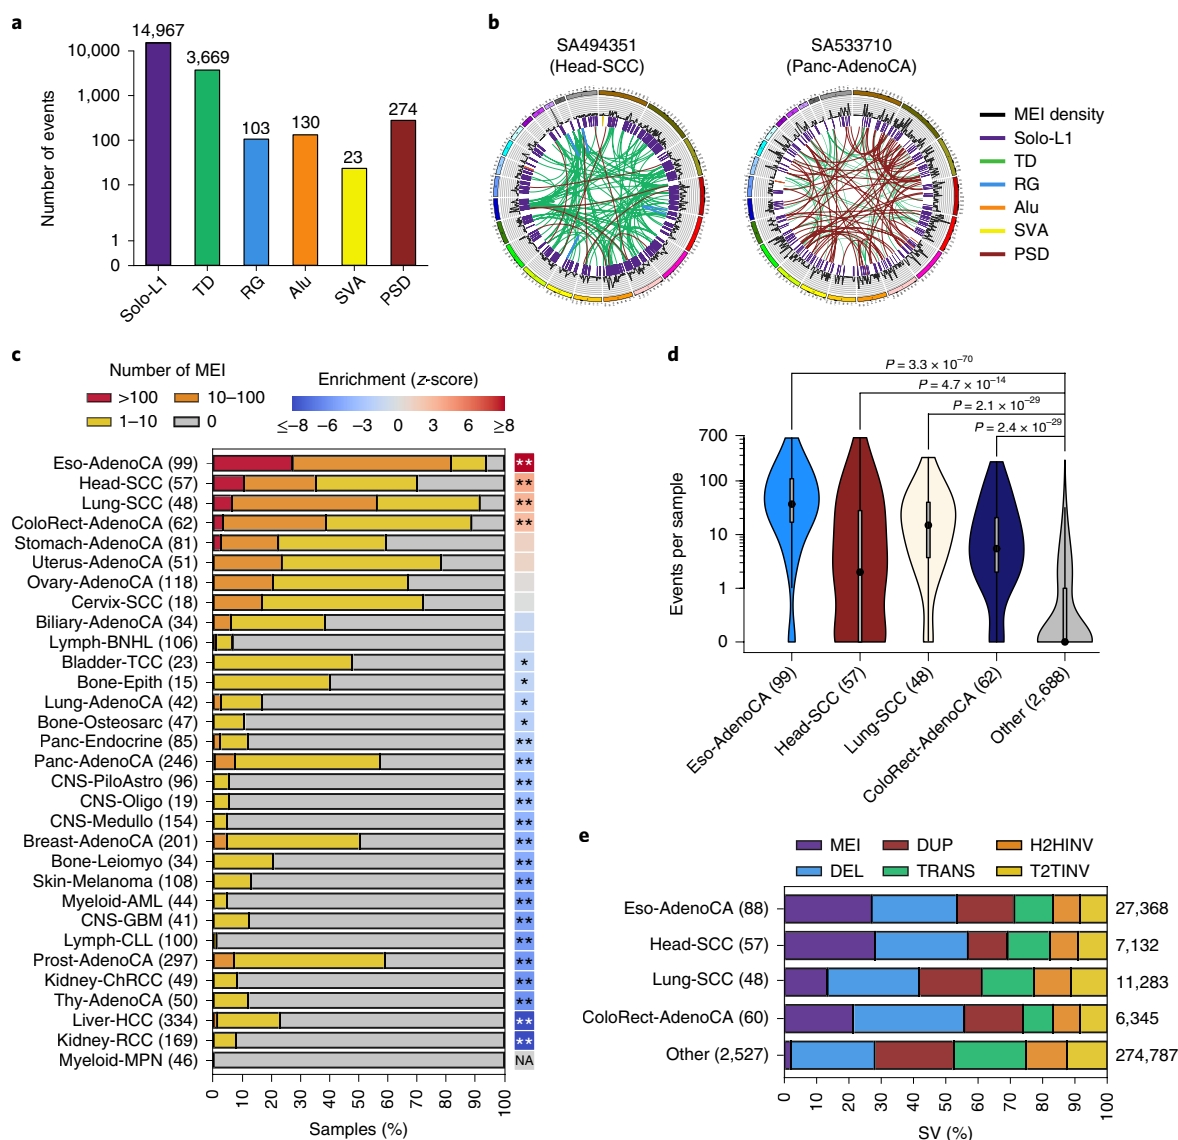 a
14,967
3,669
103
130
23
274
10,000
1,000
100
10
1
0
Number of events
Solo-L1
TD
RG
Alu
SVA
PSD
b
SA494351
(Head-SCC)
SA533710
(Panc-AdenoCA)
MEI density
Solo-L1
TD
RG
Alu
SVA
PSD
c
Number of MEI
>100
10–100
1–10
0
Enrichment (z-score)
≤−8 −6 −3 0 3 6 ≥8
Eso-AdenoCA (99) **
Head-SCC (57) **
Lung-SCC (48) **
ColoRect-AdenoCA (62) **
Stomach-AdenoCA (81)
Uterus-AdenoCA (51)
Ovary-AdenoCA (118)
Cervix-SCC (18)
Biliary-AdenoCA (34)
Lymph-BNHL (106)
Bladder-TCC (23) *
Bone-Epith (15) *
Lung-AdenoCA (42) *
Bone-Osteosarc (47) *
Panc-Endocrine (85) **
Panc-AdenoCA (246) **
CNS-PiloAstro (96) **
CNS-Oligo (19) **
CNS-Medullo (154) **
Breast-AdenoCA (201) **
Bone-Leiomyo (34) **
Skin-Melanoma (108) **
Myeloid-AML (44) **
CNS-GBM (41) **
Lymph-CLL (100) **
Prost-AdenoCA (297) **
Kidney-ChRCC (49) **
Thy-AdenoCA (50) **
Liver-HCC (334) **
Kidney-RCC (169) **
Myeloid-MPN (46) NA
0 10 20 30 40 50 60 70 80 90 100
Samples (%)
d
P = 3.3 × 10⁻⁷⁰
P = 4.7 × 10⁻¹⁴
P = 2.1 × 10⁻²⁹
P = 2.4 × 10⁻²⁹
700
100
10
1
0
Events per sample
Eso-AdenoCA (99)
Head-SCC (57)
Lung-SCC (48)
ColoRect-AdenoCA (62)
Other (2,688)
e
MEI
DUP
H2HINV
DEL
TRANS
T2TINV
Eso-AdenoCA (88) 27,368
Head-SCC (57) 7,132
Lung-SCC (48) 11,283
ColoRect-AdenoCA (60) 6,345
Other (2,527) 274,787
0 10 20 30 40 50 60 70 80 90 100
SV (%)